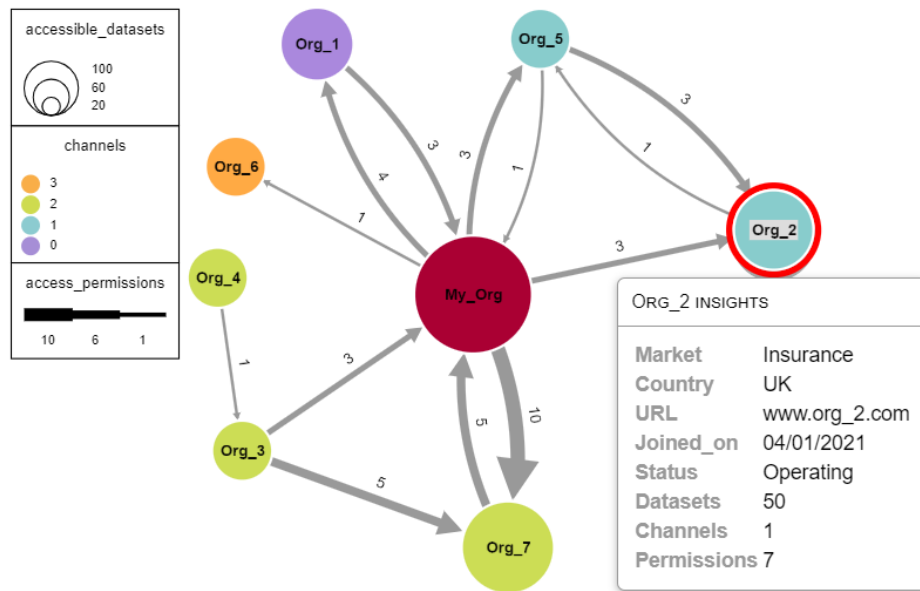 accessible_datasets
100
60
20
channels
3
2
1
0
access_permissions
10 6 1
Org_1
Org_5
Org_6
Org_4
My_Org
Org_2
Org_3
Org_7
3
4
3
1
3
1
1
3
1
3
5
5
10
ORG_2 INSIGHTS
Market Insurance
Country UK
URL www.org_2.com
Joined_on 04/01/2021
Status Operating
Datasets 50
Channels 1
Permissions 7